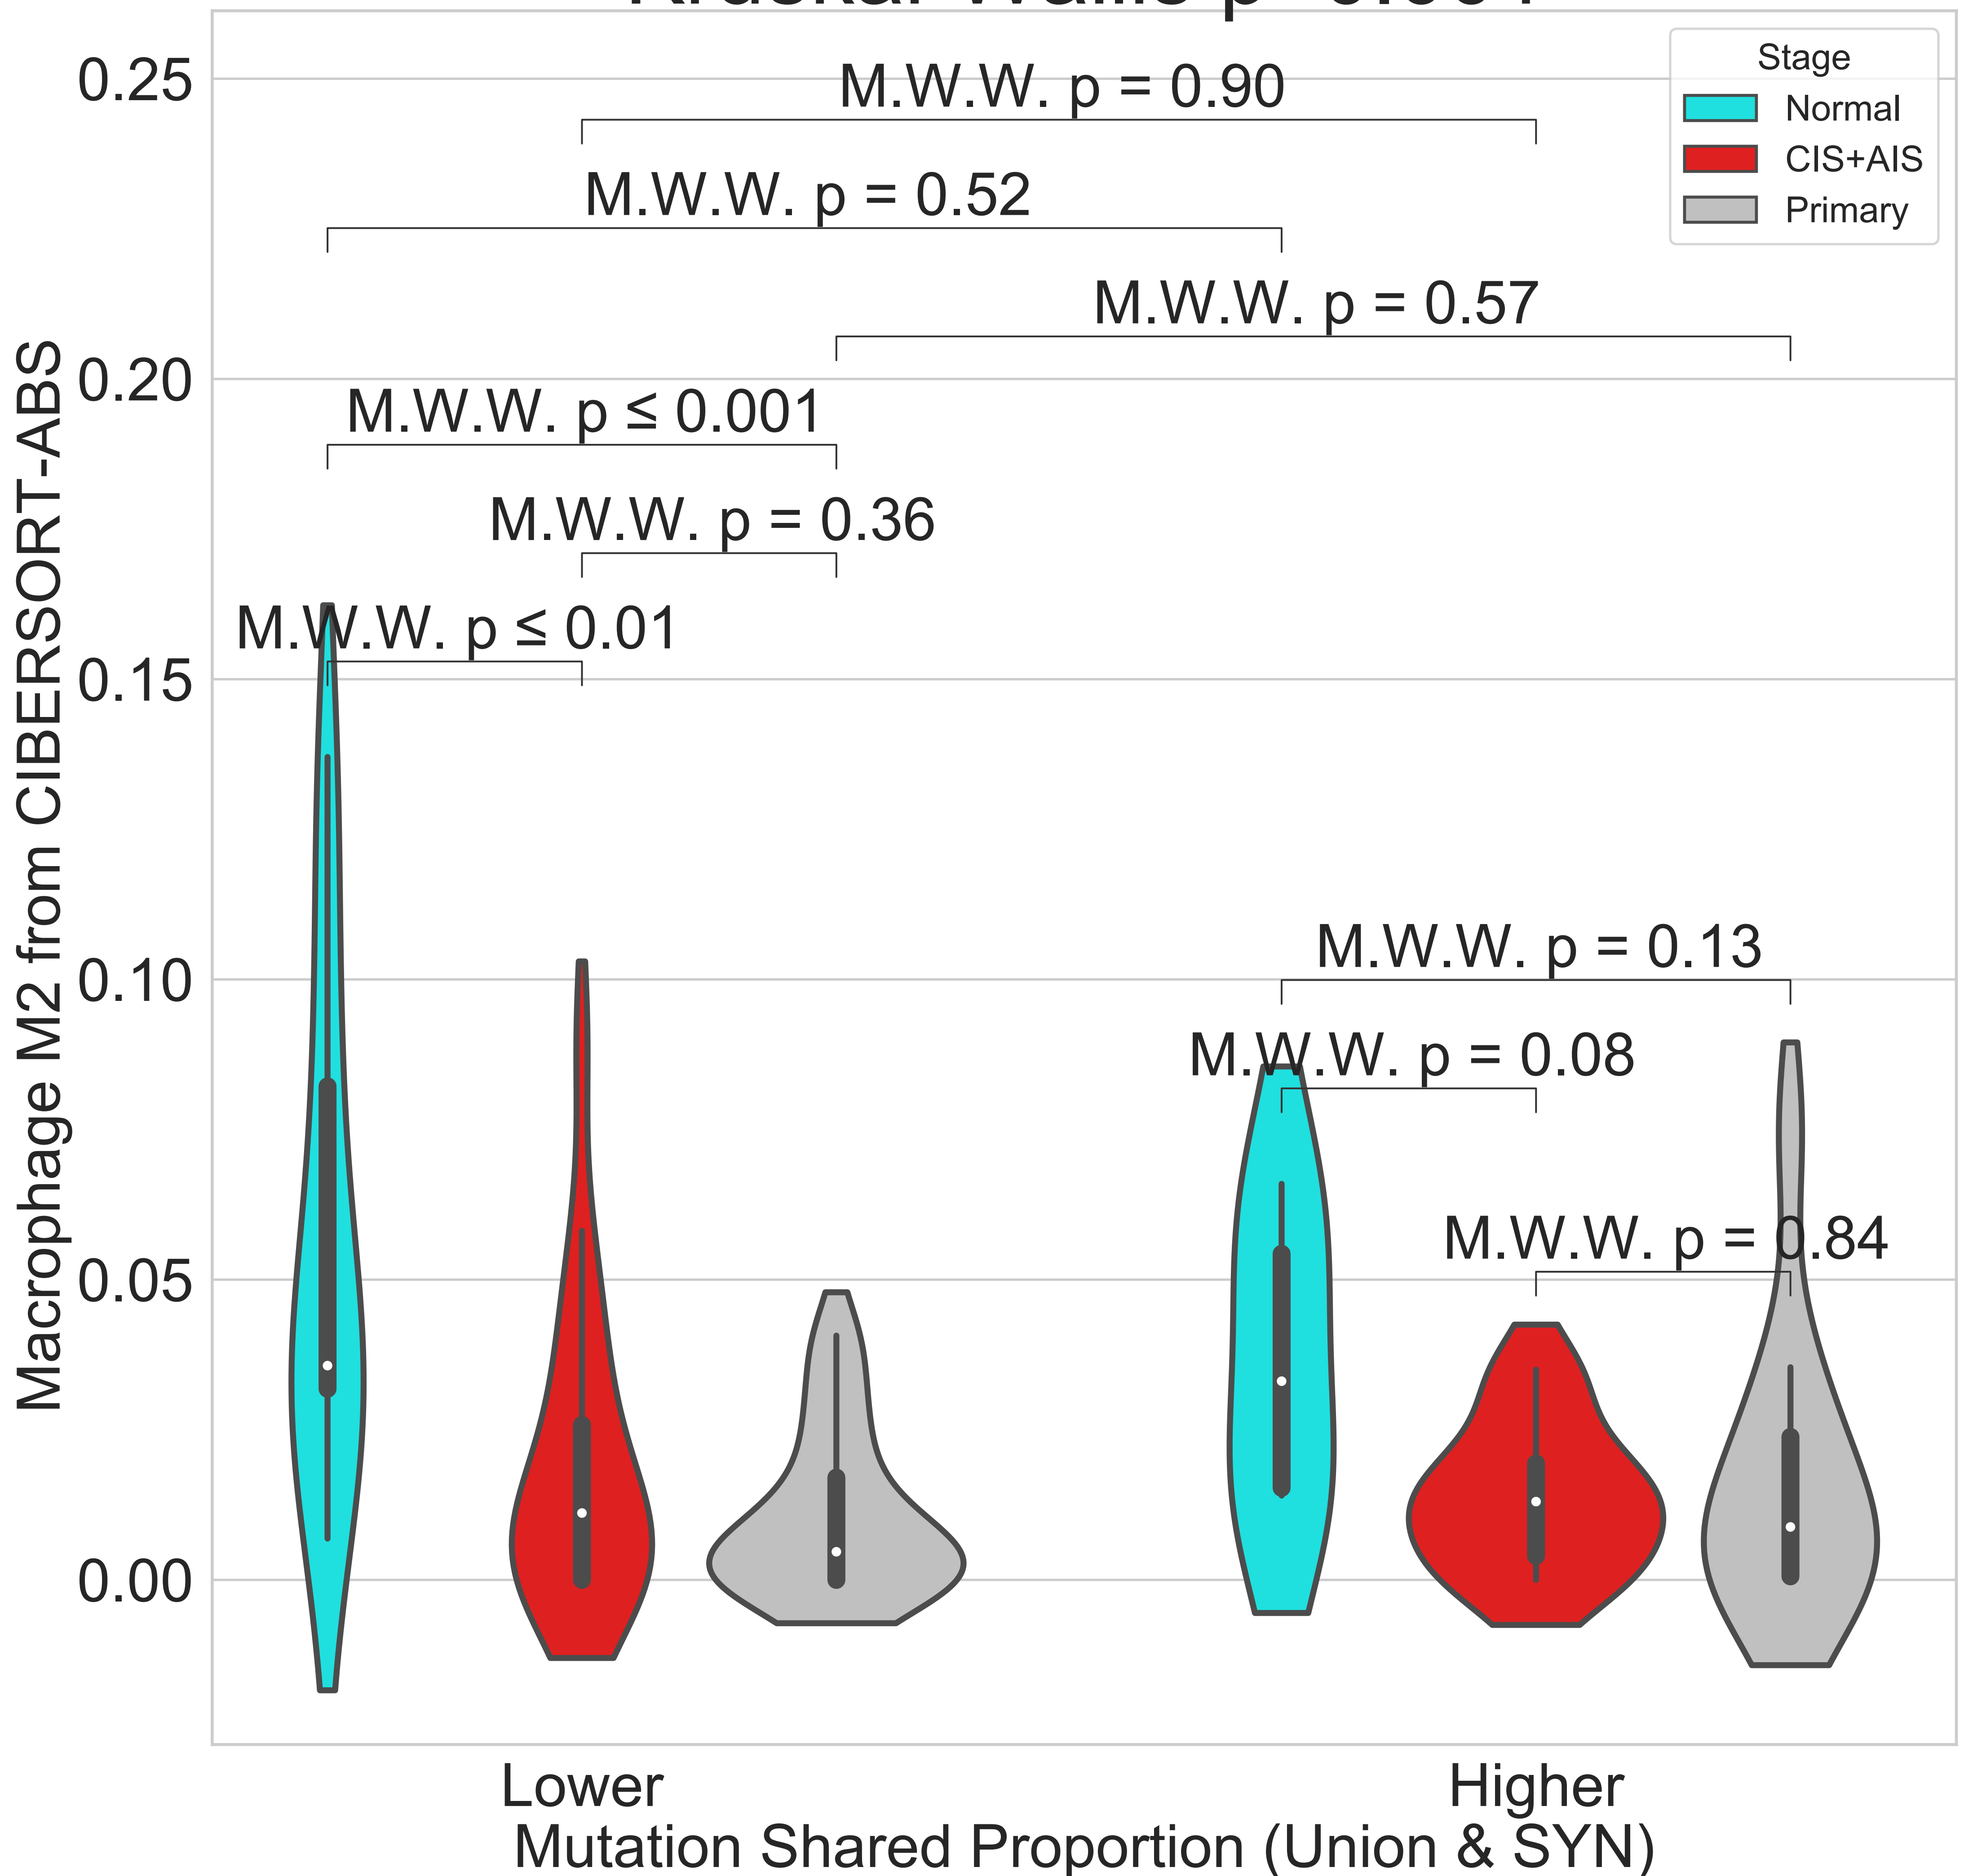 0.25
0.20
0.15
0.10
0.05
0.00
Macrophage M2 from CIBERSORT-ABS
Stage
Normal
CIS+AIS
Primary
M.W.W. p = 0.90
M.W.W. p = 0.52
M.W.W. p = 0.57
M.W.W. p ≤ 0.001
M.W.W. p = 0.36
M.W.W. p ≤ 0.01
M.W.W. p = 0.13
M.W.W. p = 0.08
M.W.W. p = 0.84
Lower
Higher
Mutation Shared Proportion (Union & SYN)